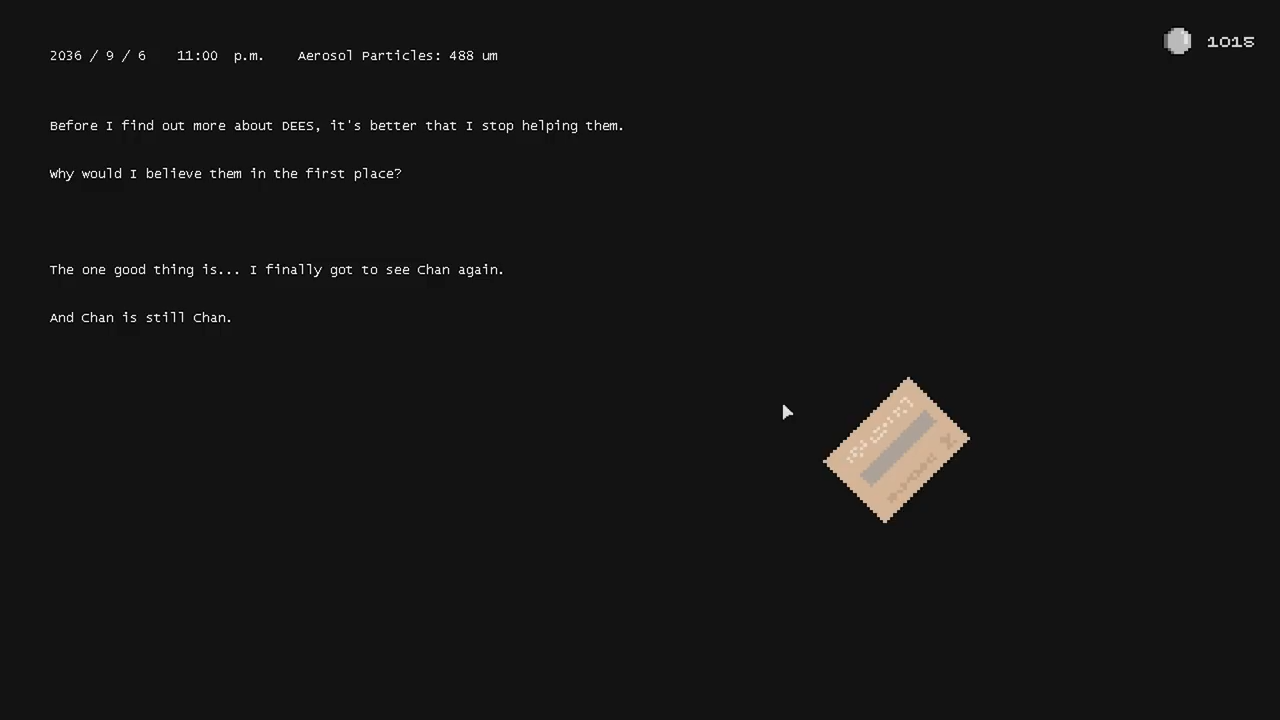 2036 / 9 / 6 11:00 p.m. Aerosol Particles: 488 um
1015
Before I find out more about DEES, it's better that I stop helping them.
Why would I believe them in the first place?
The one good thing is... I finally got to see Chan again.
And Chan is still Chan.